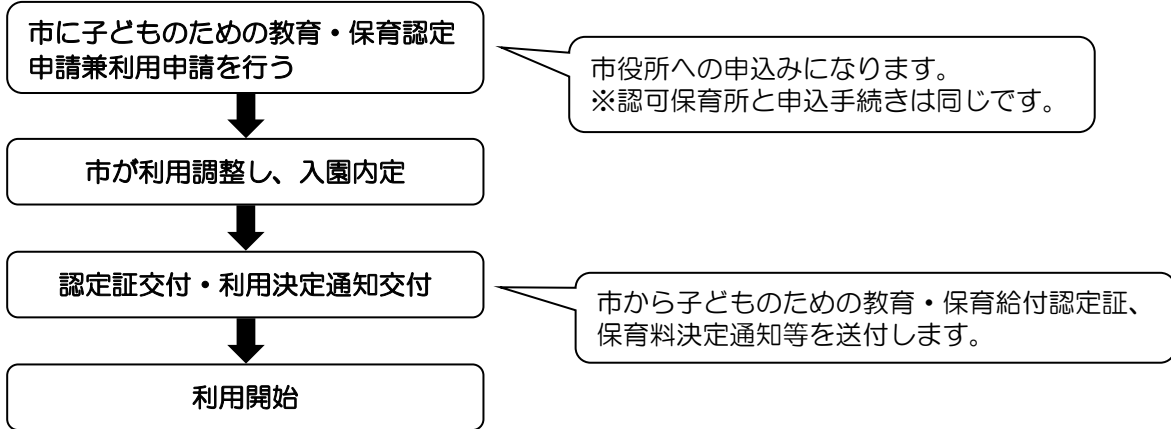 市に子どものための教育・保育認定
申請兼利用申請を行う
市役所への申込みになります。
※認可保育所と申込手続きは同じです。
市が利用調整し、入園内定
認定証交付・利用決定通知交付
市から子どものための教育・保育給付認定証、
保育料決定通知等を送付します。
利用開始